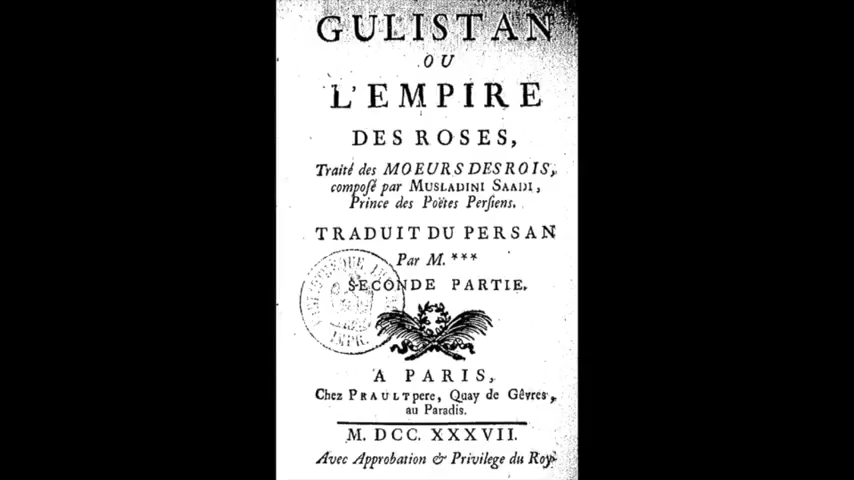 GULISTAN
OU
L'EMPIRE
DES ROSES,
Traité des MOEURS DES ROIS,
composé par MUSLADINI SAADI,
Prince des Poëtes Persiens.
TRADUIT DU PERSAN
Par M. ***
SECONDE PARTIE.
A PARIS,
Chez PRAULT pere, Quay de Gêvres,
au Paradis.
M. DCC. XXXVII.
Avec Approbation & Privilege du Roy.